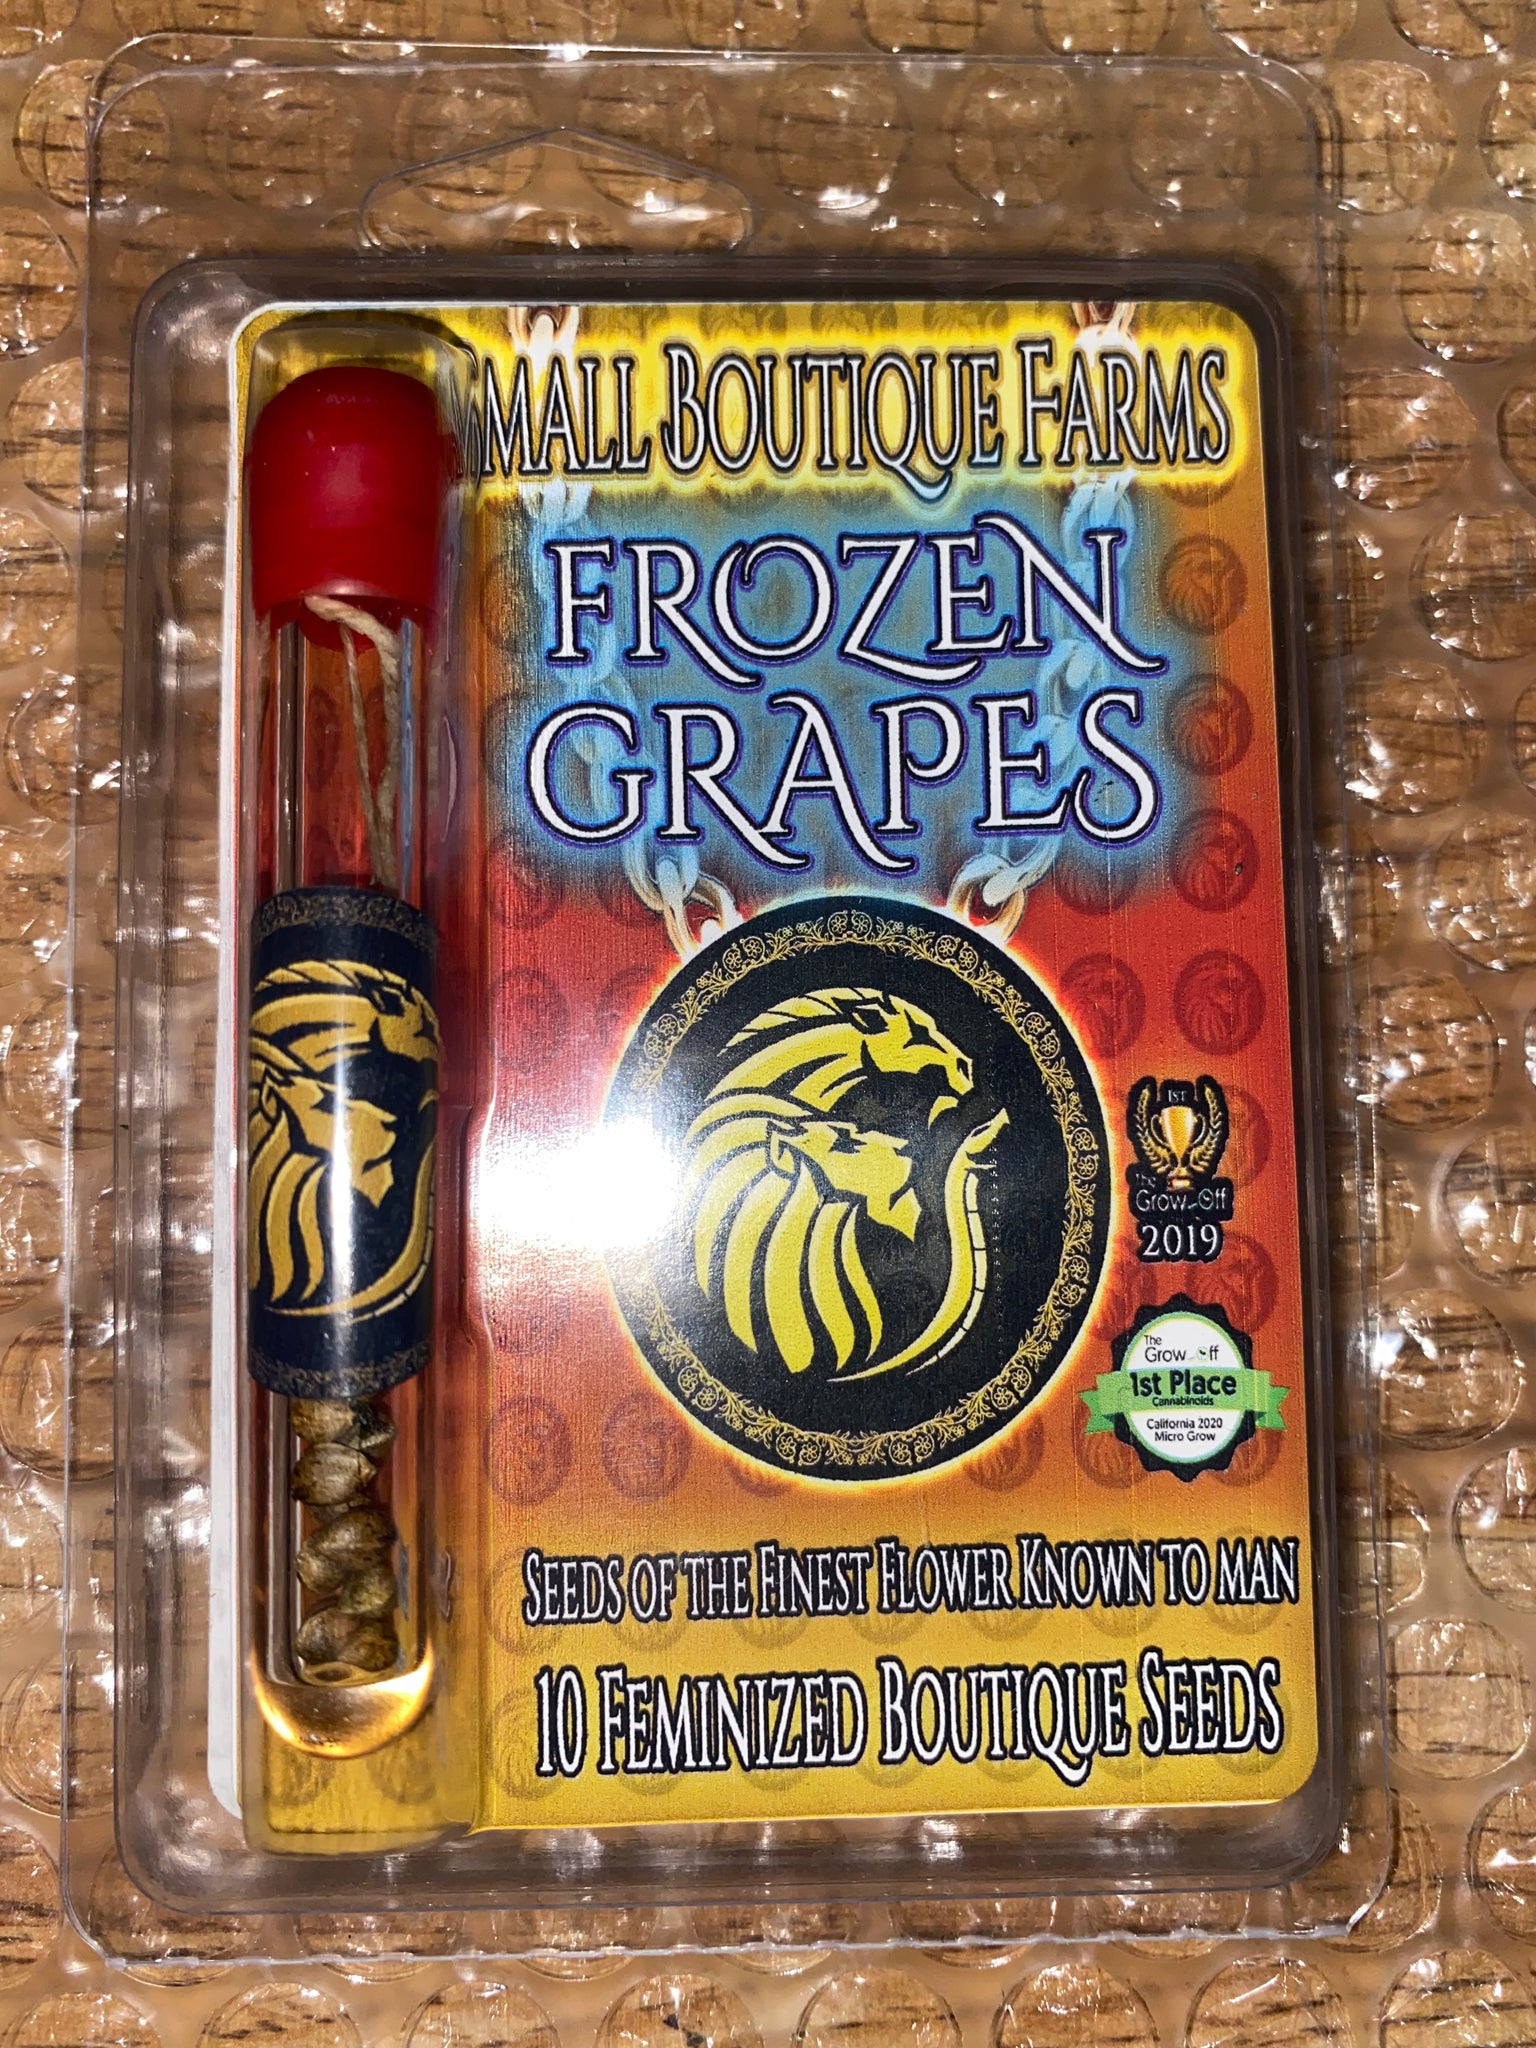 SMALL BOUTIQUE FARMS
FROZEN
GRAPES
1ST
The
Grow-Off
2019
The
Grow Off
1st Place
Cannabinoids
California 2020
Micro Grow
SEEDS OF THE FINEST FLOWER KNOWN TO MAN
10 FEMINIZED BOUTIQUE SEEDS